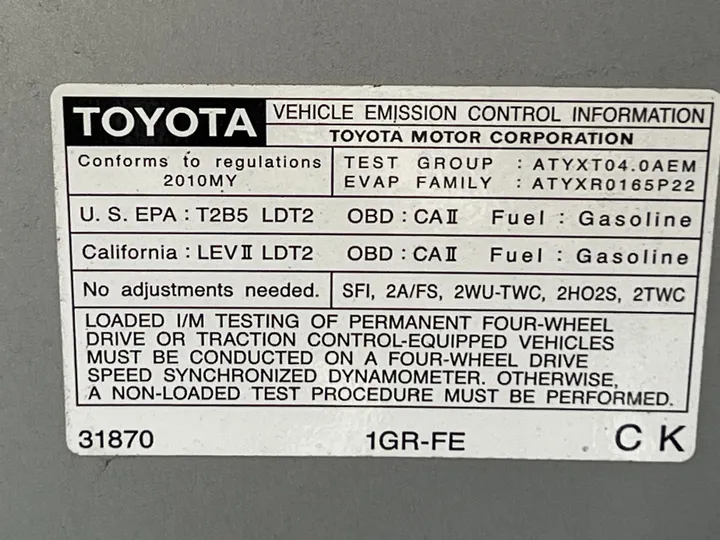 TOYOTA
VEHICLE EMISSION CONTROL INFORMATION
TOYOTA MOTOR CORPORATION
Conforms to regulations
2010MY
TEST GROUP : ATYXT04.0AEM
EVAP FAMILY : ATYXR0165P22
U. S. EPA : T2B5 LDT2 OBD : CAⅡ Fuel : Gasoline
California : LEVⅡ LDT2 OBD : CAⅡ Fuel : Gasoline
No adjustments needed.
SFI, 2A/FS, 2WU-TWC, 2HO2S, 2TWC
LOADED I/M TESTING OF PERMANENT FOUR-WHEEL
DRIVE OR TRACTION CONTROL-EQUIPPED VEHICLES
MUST BE CONDUCTED ON A FOUR-WHEEL DRIVE
SPEED SYNCHRONIZED DYNAMOMETER. OTHERWISE,
A NON-LOADED TEST PROCEDURE MUST BE PERFORMED.
31870 1GR-FE C K